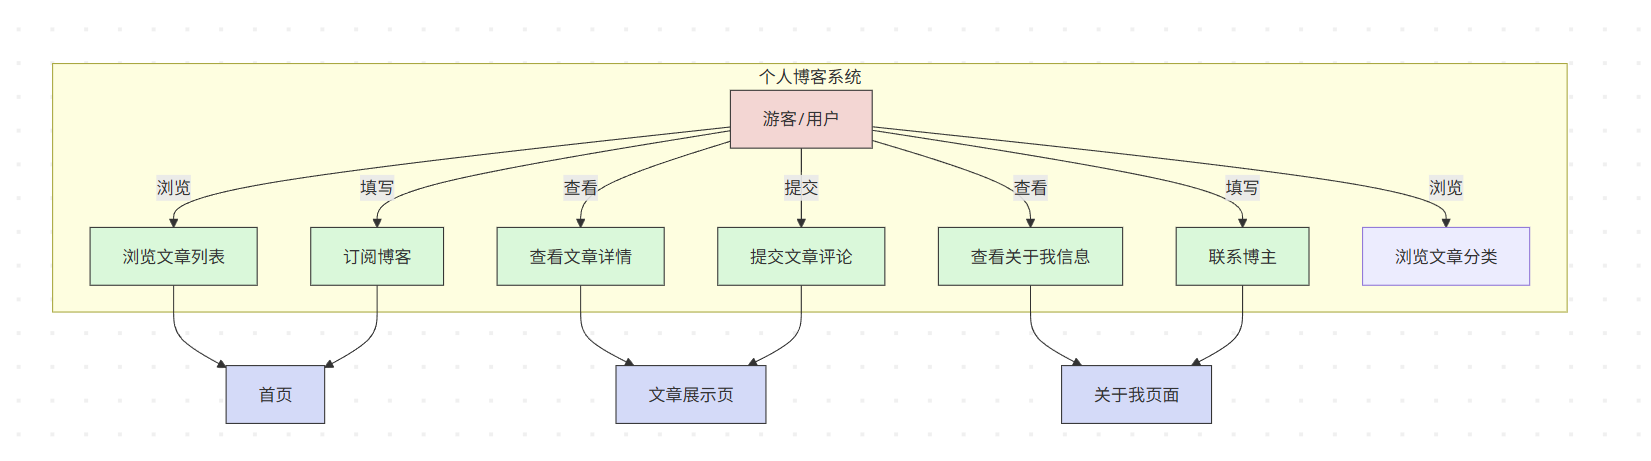 个人博客系统
游客/用户
浏览
填写
查看
提交
查看
填写
浏览
浏览文章列表
订阅博客
查看文章详情
提交文章评论
查看关于我信息
联系博主
浏览文章分类
首页
文章展示页
关于我页面